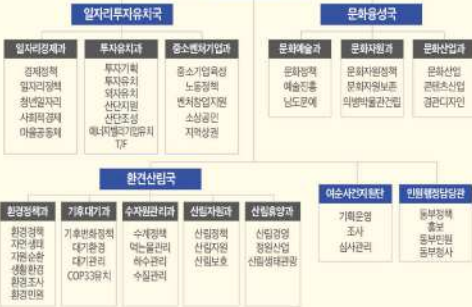 일자리투자유치국
일자리경제과
경제정책
일자리정책
청년일자리
사회적경제
마을공동체
투자유치과
투자기획
투자유치
외자유치
산단지원
산단조성
에너지밸리기업유치
T/F
중소벤처기업과
중소기업육성
노동정책
벤처창업지원
소상공인
지역상권
문화융성국
문화예술과
문화정책
예술진흥
남도문예
문화자원과
문화자원정책
문화자원보존
의병박물관건립
문화산업과
문화산업
콘텐츠산업
경관디자인
환경산림국
환경정책과
환경정책
자연생태
자원순환
생활환경
환경조사
환경민원
기후대기과
기후변화정책
대기환경
대기관리
COP33유치
수자원관리과
수계정책
먹는물관리
하수관리
수질관리
산림자원과
산림정책
산림지원
산림보호
산림휴양과
산림경영
정원산업
산림생태관광
여순사건지원단
기획운영
조사
심사관리
민원행정담당관
동부정책
홍보
동부민원
동부청사